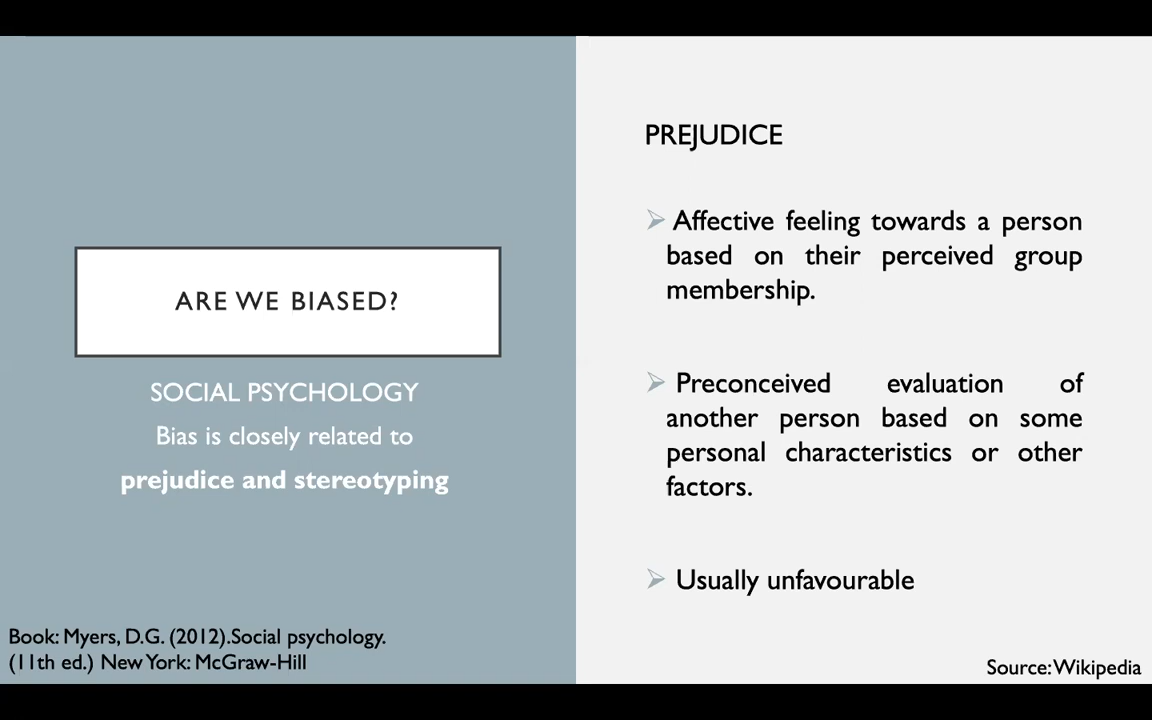 ARE WE BIASED?
SOCIAL PSYCHOLOGY
Bias is closely related to
prejudice and stereotyping
Book: Myers, D.G. (2012).Social psychology.
(11th ed.) New York: McGraw-Hill
PREJUDICE
➢ Affective feeling towards a person
based on their perceived group
membership.
➢ Preconceived evaluation of
another person based on some
personal characteristics or other
factors.
➢ Usually unfavourable
Source:Wikipedia